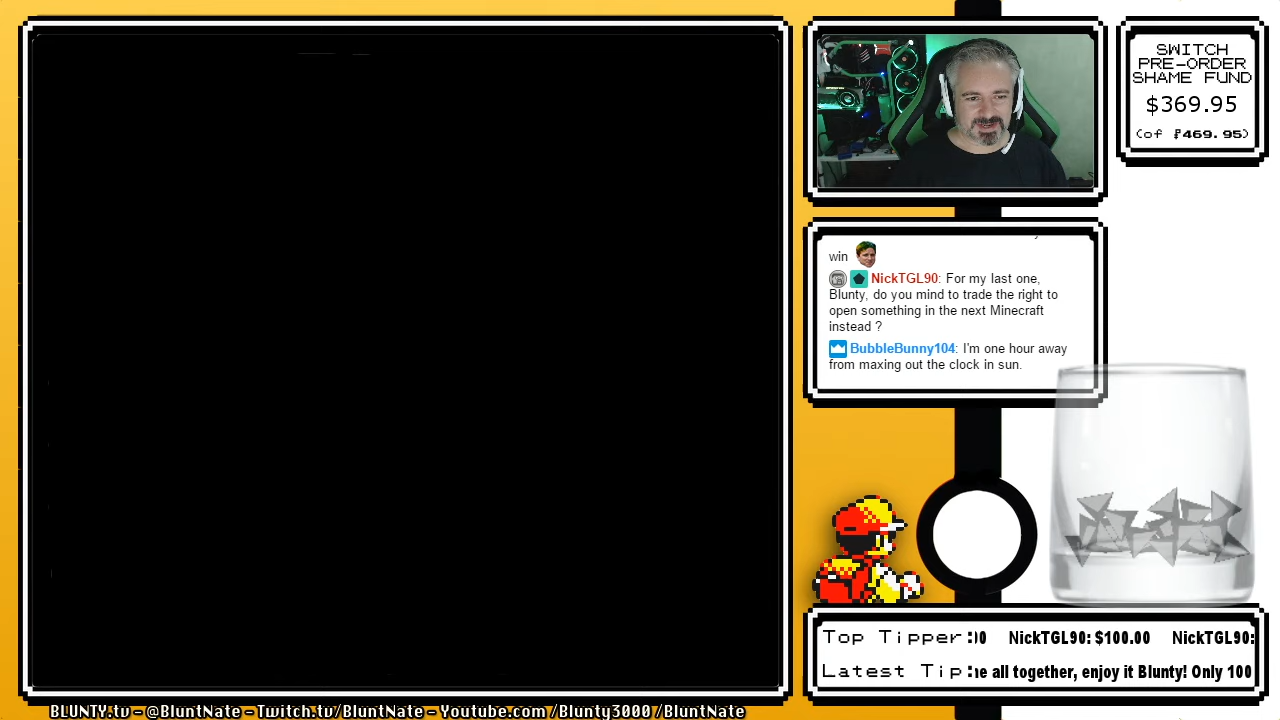 SWITCH
PRE-ORDER
SHAME FUND
$369.95
(of ₽469.95)
win
NickTGL90: For my last one,
Blunty, do you mind to trade the right to
open something in the next Minecraft
instead ?
BubbleBunny104: I'm one hour away
from maxing out the clock in sun.
Top Tipper: 00 NickTGL90: $100.00 NickTGL90:
Latest Tip: ne all together, enjoy it Blunty! Only 100
BLUNTY.tv - @BluntNate - Twitch.tv/BluntNate - Youtube.com /Blunty3000 /BluntNate